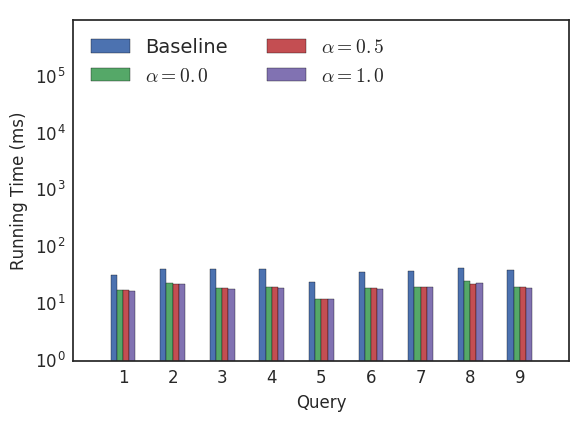 Baseline
α = 0.0
α = 0.5
α = 1.0
Running Time (ms)
10^5
10^4
10^3
10^2
10^1
10^0
1 2 3 4 5 6 7 8 9
Query